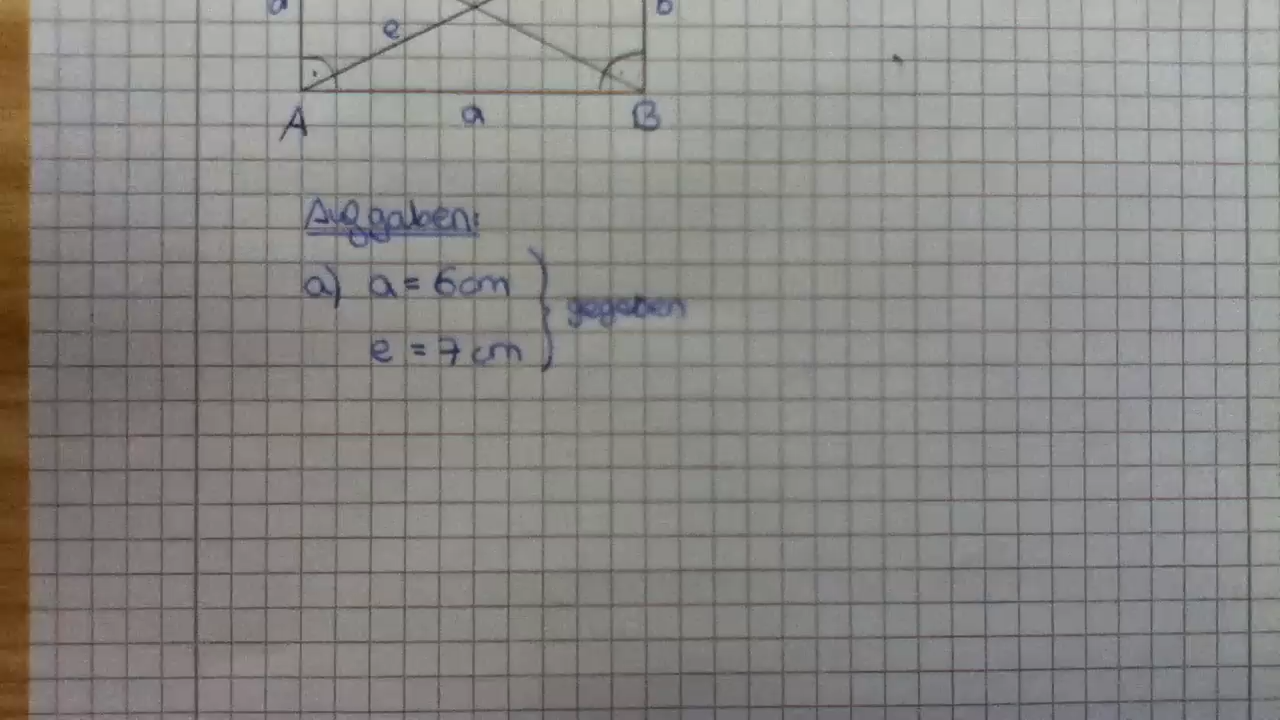 d
b
e
A
a
B
Aufgaben:
a) a = 6cm
gegeben
e = 7cm